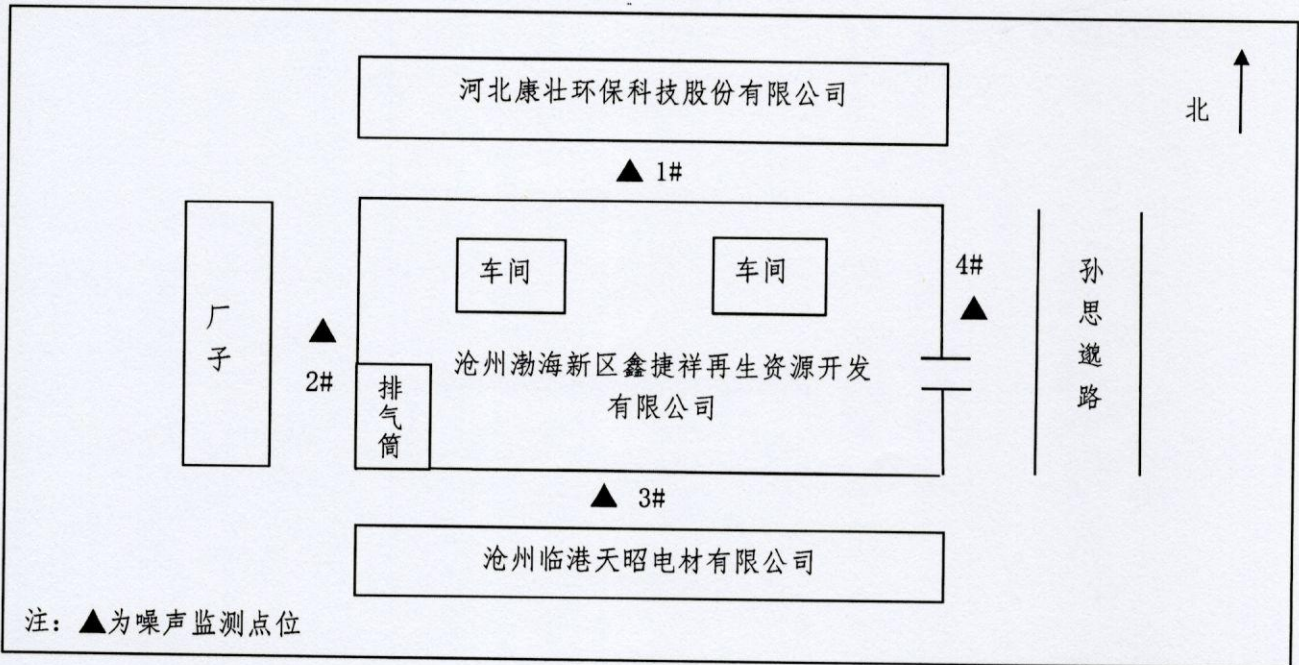 河北康壮环保科技股份有限公司
北
▲ 1#
车间
车间
4#
▲
孙思邈路
厂子
▲
2#
排气筒
沧州渤海新区鑫捷祥再生资源开发
有限公司
▲ 3#
沧州临港天昭电材有限公司
注：▲为噪声监测点位